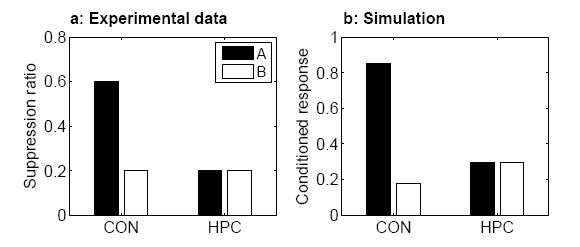 a: Experimental data
Suppression ratio
0.8
0.6
0.4
0.2
0
CON
HPC
A
B
b: Simulation
Conditioned response
1
0.8
0.6
0.4
0.2
0
CON
HPC